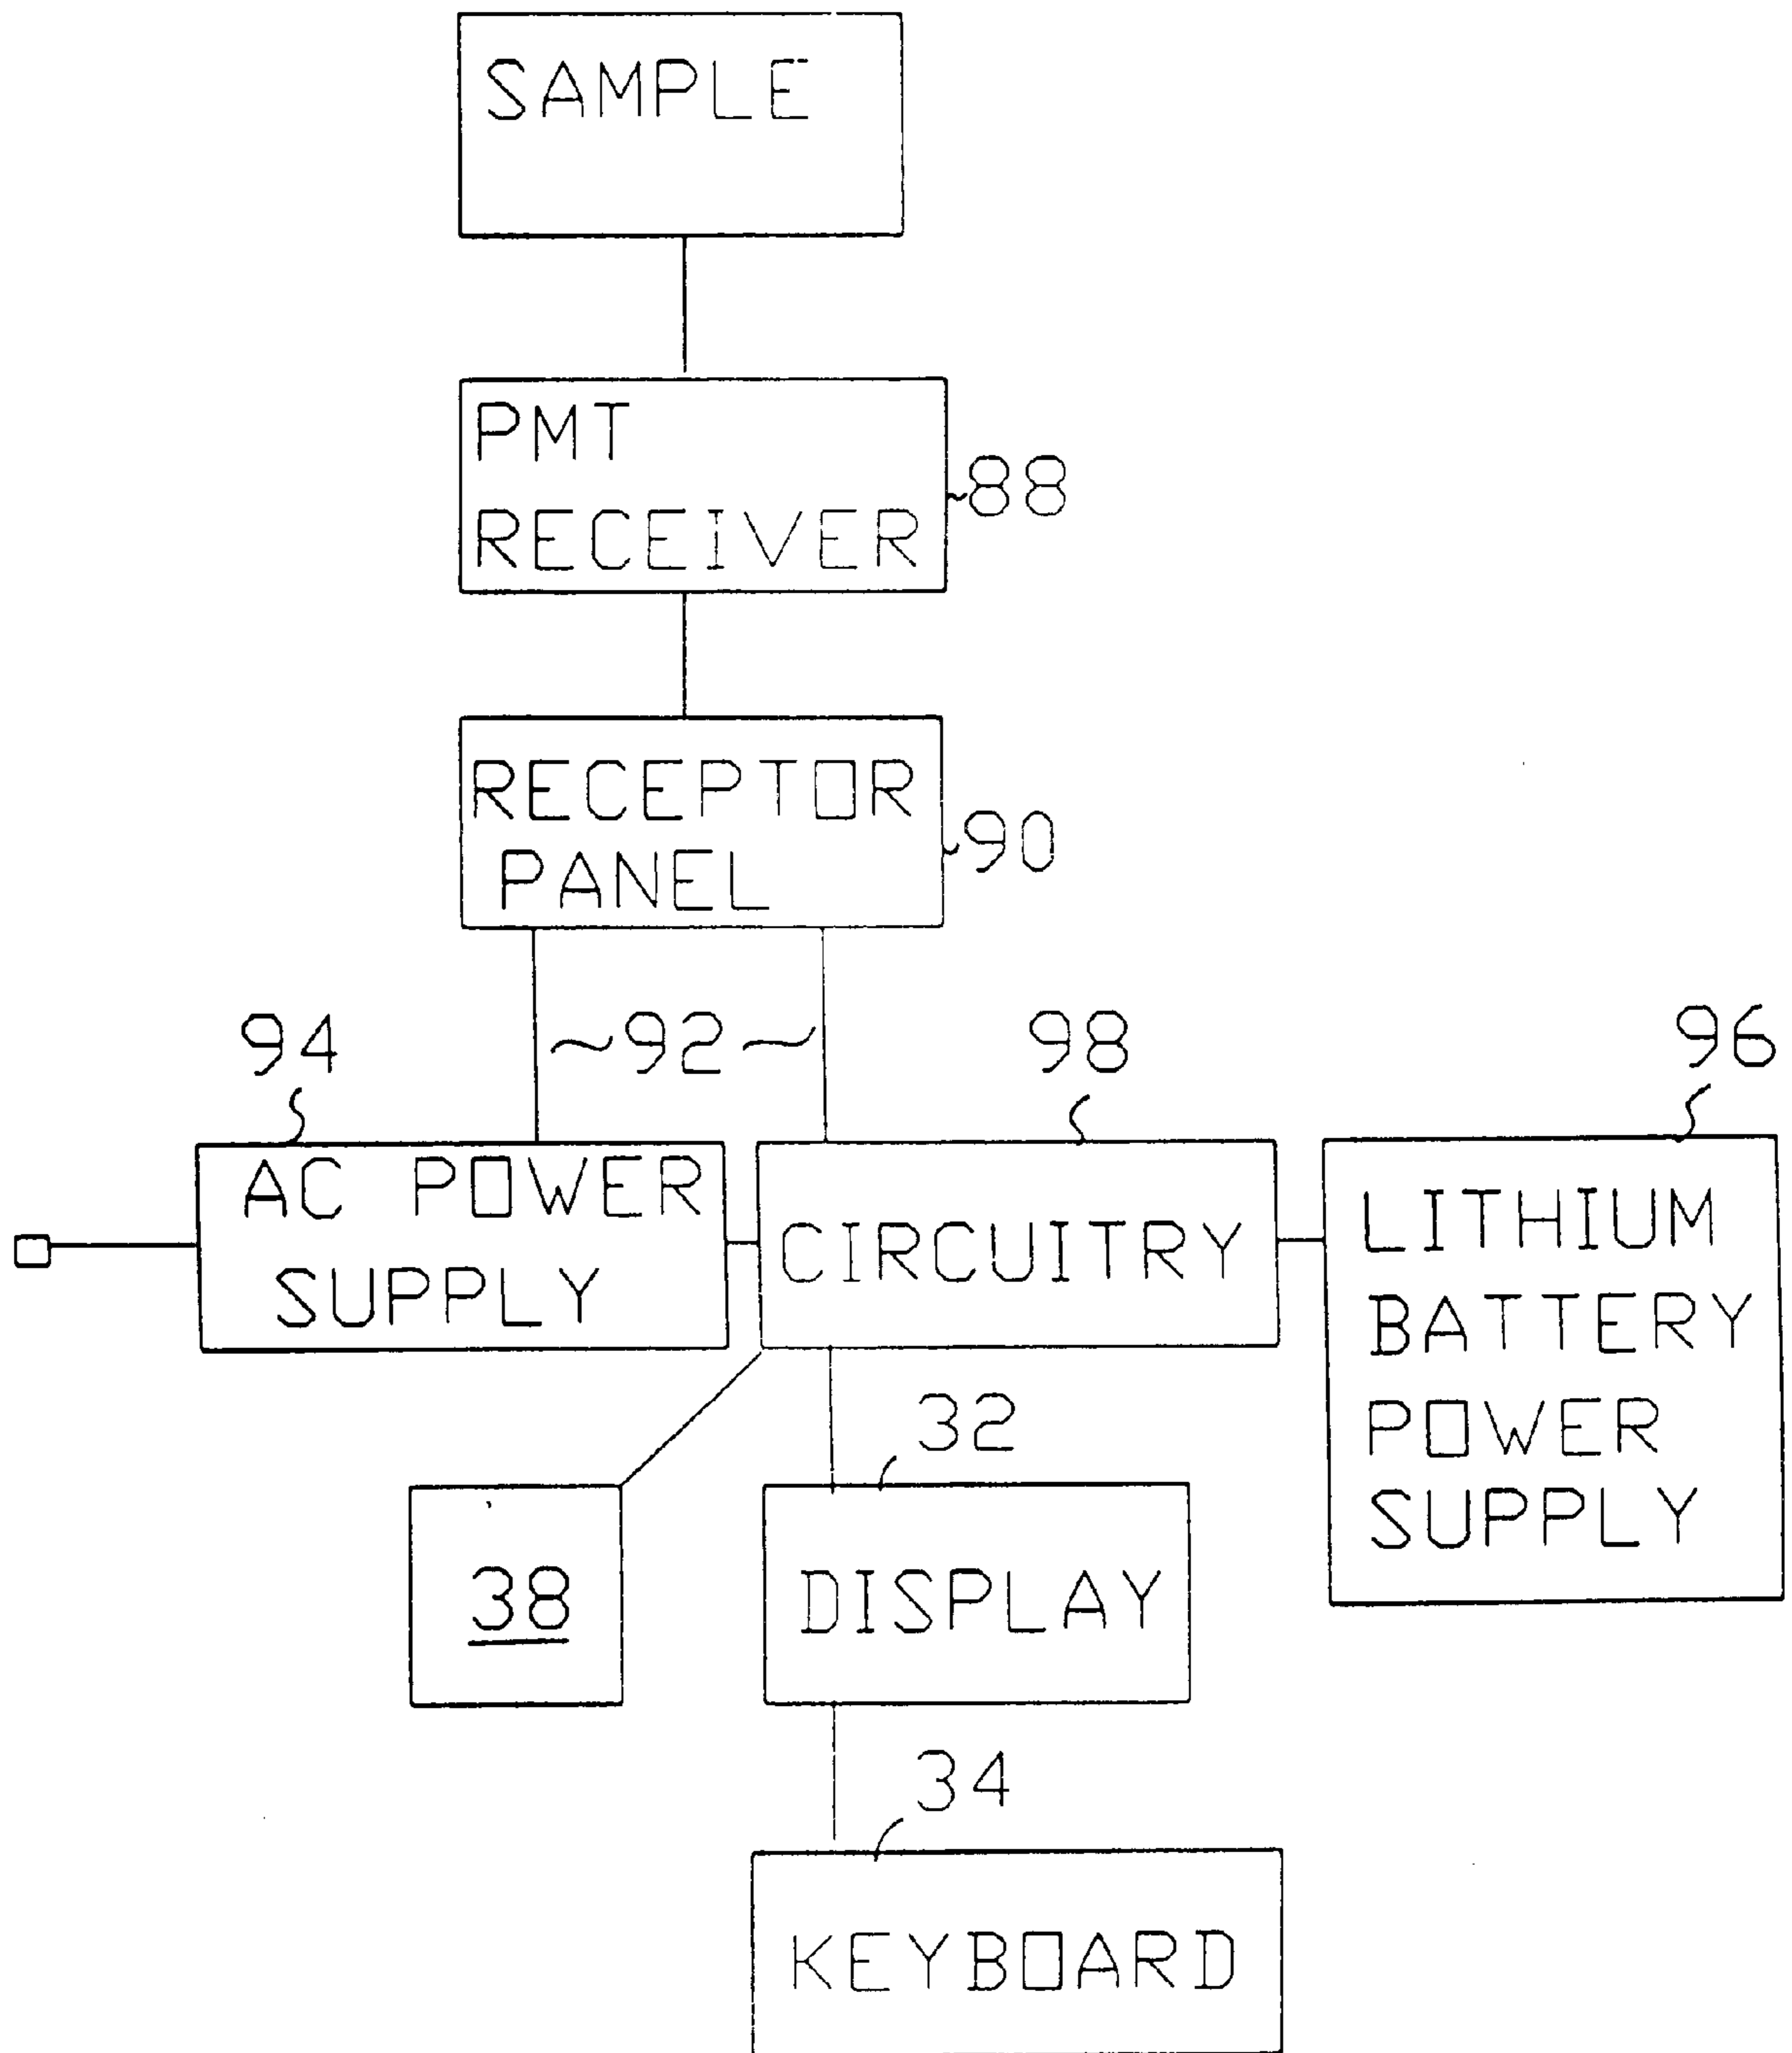 SAMPLE
PMT
RECEIVER
88
RECEPTOR
PANEL
90
94
92
98
96
AC POWER
SUPPLY
CIRCUITRY
LITHIUM
BATTERY
POWER
SUPPLY
32
38
DISPLAY
34
KEYBOARD